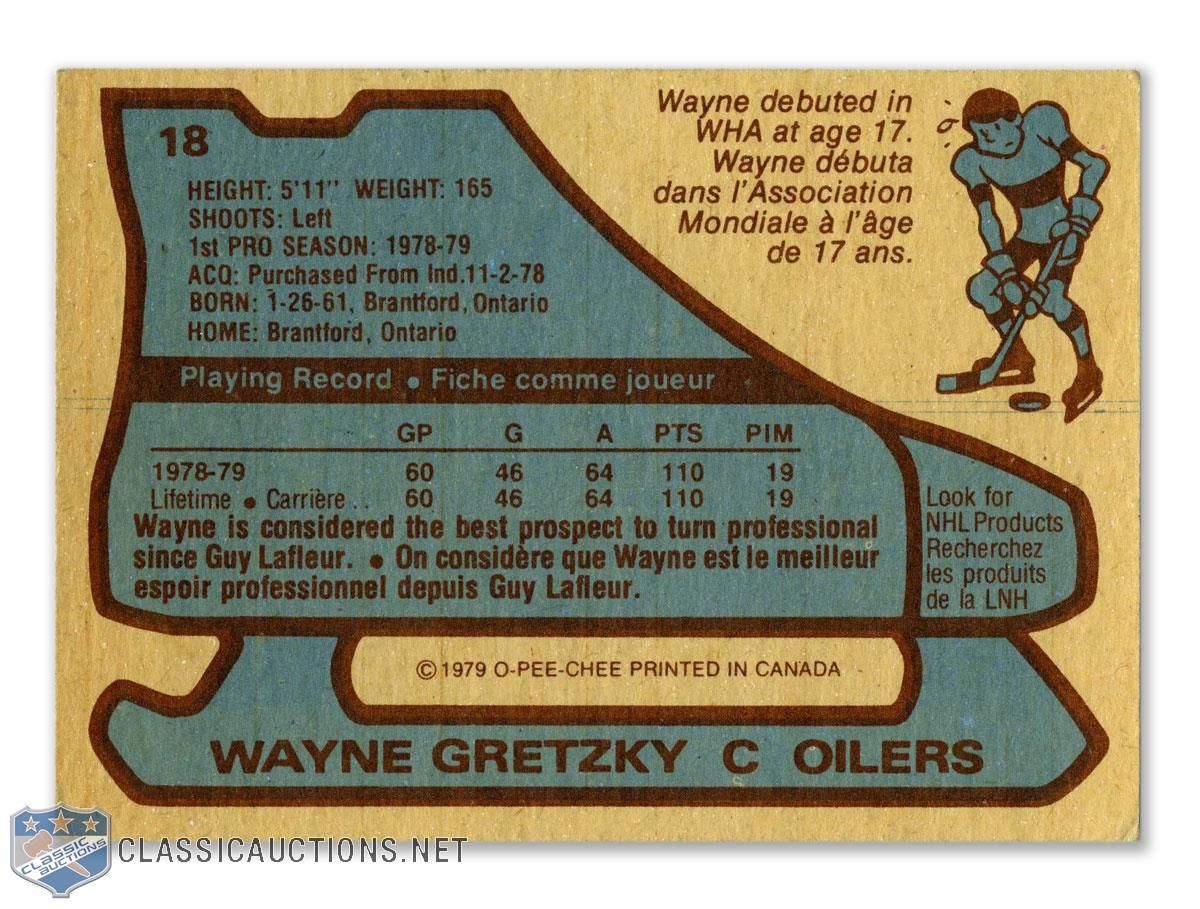 18
Wayne debuted in
WHA at age 17.
Wayne débuta
dans l'Association
Mondiale à l'âge
de 17 ans.
HEIGHT: 5'11" WEIGHT: 165
SHOOTS: Left
1st PRO SEASON: 1978-79
ACQ: Purchased From Ind.11-2-78
BORN: 1-26-61, Brantford, Ontario
HOME: Brantford, Ontario
Playing Record • Fiche comme joueur
GP G A PTS PIM
1978-79 60 46 64 110 19
Lifetime • Carrière .. 60 46 64 110 19
Wayne is considered the best prospect to turn professional
since Guy Lafleur. • On considère que Wayne est le meilleur
espoir professionnel depuis Guy Lafleur.
Look for
NHL Products
Recherchez
les produits
de la LNH
© 1979 O-PEE-CHEE PRINTED IN CANADA
WAYNE GRETZKY C OILERS
CLASSIC
AUCTIONS
CLASSICAUCTIONS.NET